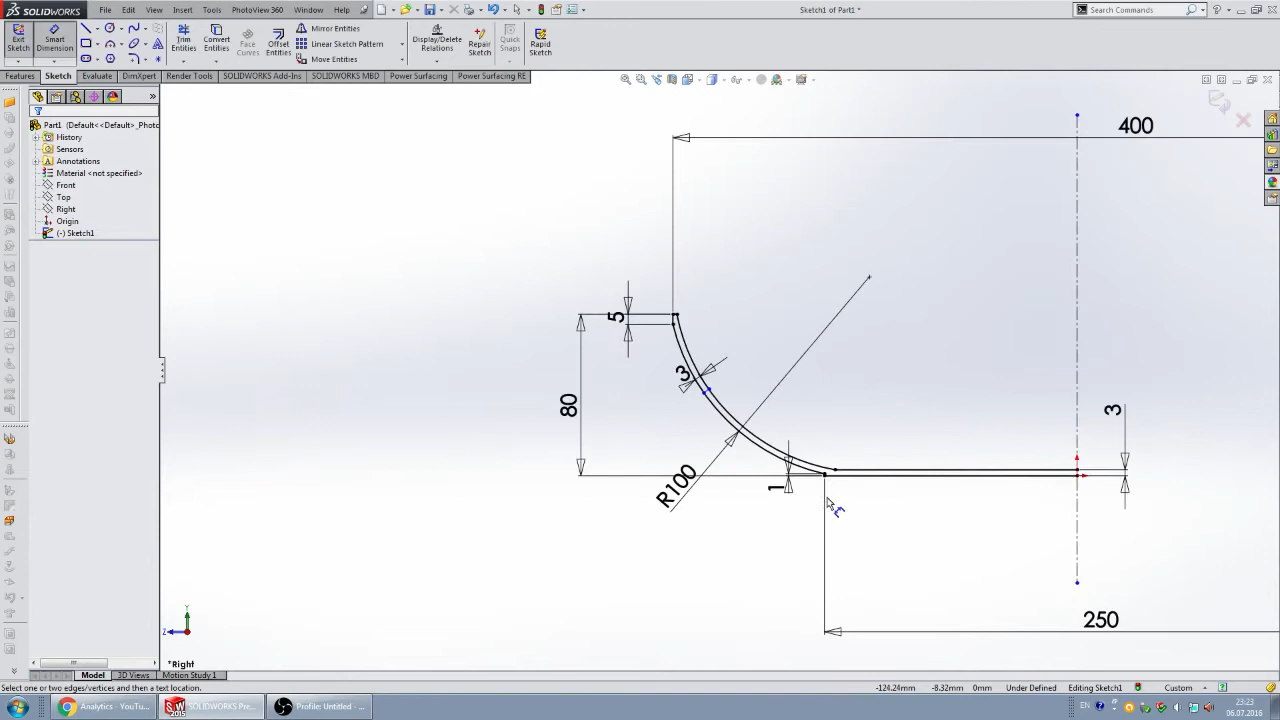 SOLIDWORKS
File Edit View Insert Tools PhotoView 360 Window Help
Sketch1 of Part1 *
Search Commands
Exit Sketch
Smart Dimension
Trim Entities
Convert Entities
Face Curves
Offset Entities
Mirror Entities
Linear Sketch Pattern
Move Entities
Display/Delete Relations
Repair Sketch
Quick Snaps
Rapid Sketch
Features Sketch Evaluate DimXpert Render Tools SOLIDWORKS Add-Ins SOLIDWORKS MBD Power Surfacing Power Surfacing RE
Part1 (Default<<Default>_Photo
History
Sensors
Annotations
Material <not specified>
Front
Top
Right
Origin
(-) Sketch1
400
5
3
80
3
R100
1
250
Y
Z
*Right
Model 3D Views Motion Study 1
Select one or two edges/vertices and then a text location.
-124.24mm -8.32mm 0mm Under Defined Editing Sketch1 Custom
Analytics - YouTu...
SOLIDWORKS Pre...
Profile: Untitled - ...
EN
23:23
06.07.2016